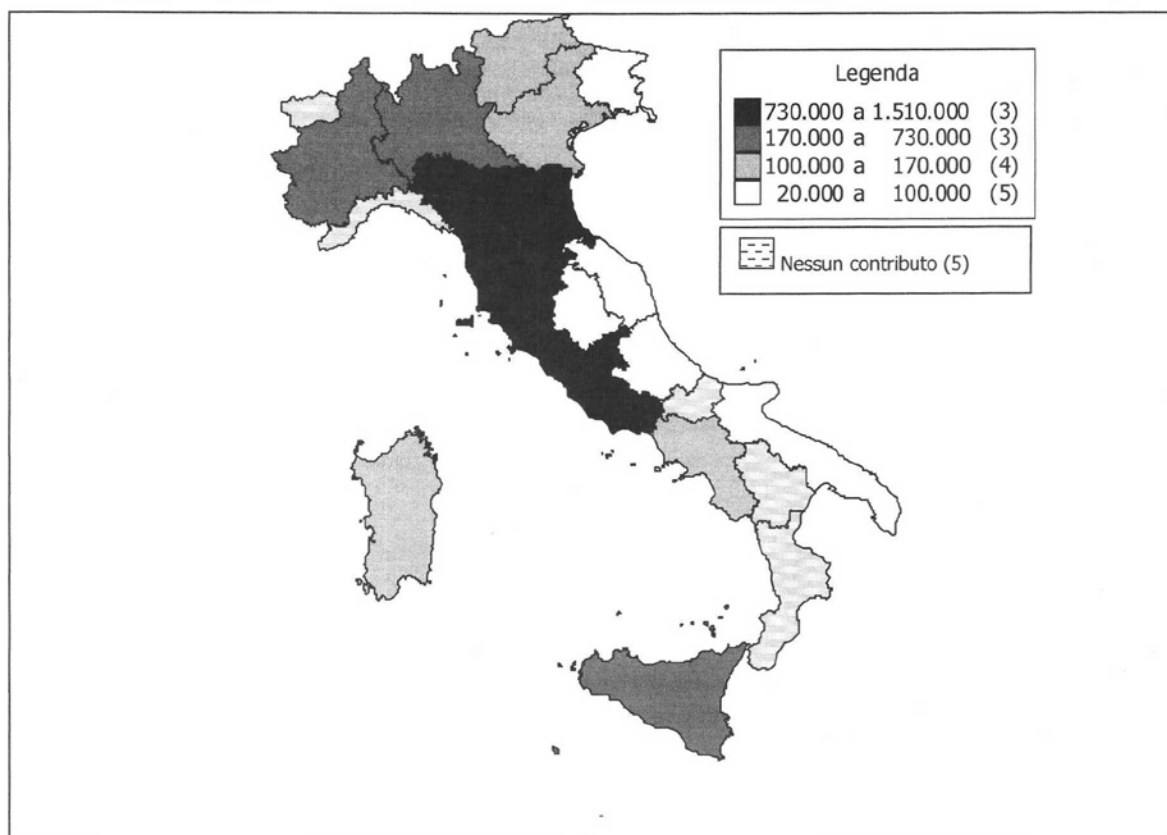 Legenda
730.000 a 1.510.000 (3)
170.000 a 730.000 (3)
100.000 a 170.000 (4)
20.000 a 100.000 (5)
Nessun contributo (5)